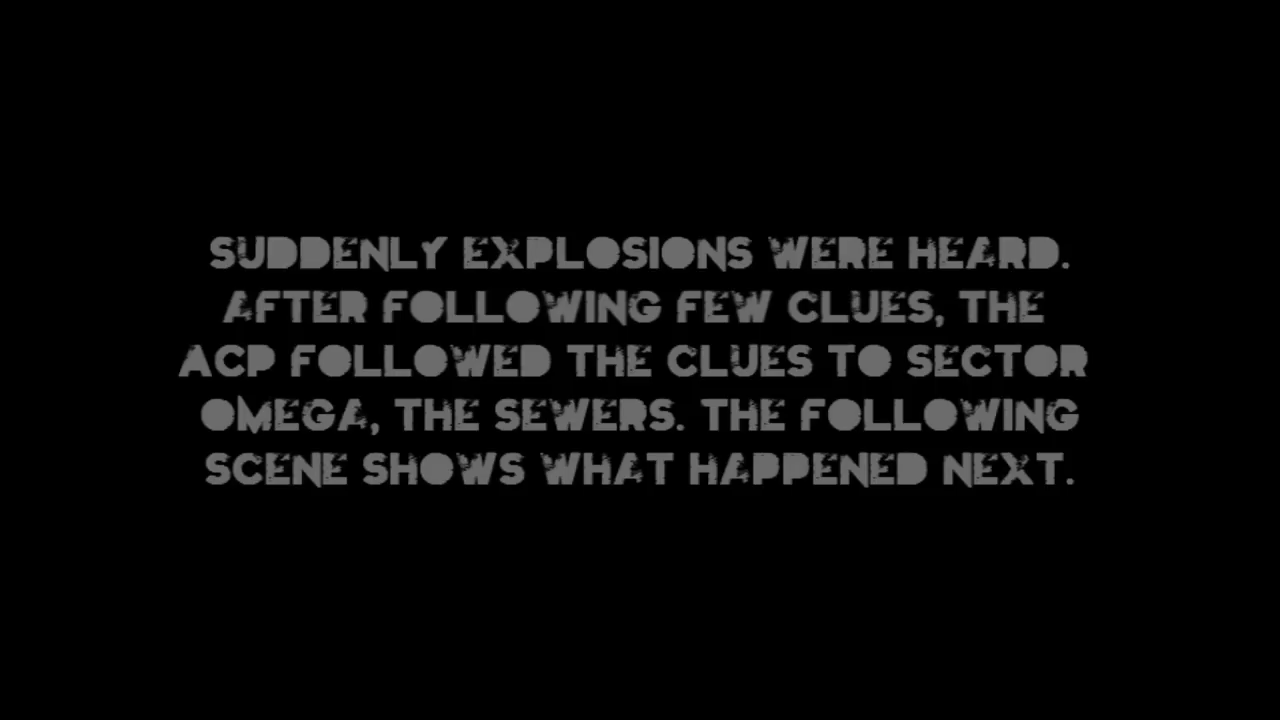 SUDDENLY EXPLOSIONS WERE HEARD.
AFTER FOLLOWING FEW CLUES, THE
ACP FOLLOWED THE CLUES TO SECTOR
OMEGA, THE SEWERS. THE FOLLOWING
SCENE SHOWS WHAT HAPPENED NEXT.